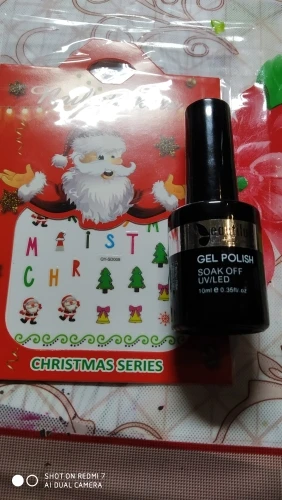 GEL POLISH
SOAK OFF
UV/LED
10ml e 0.35fl. oz
M I S T
C H R
CHRISTMAS SERIES
SHOT ON REDMI 7
AI DUAL CAMERA